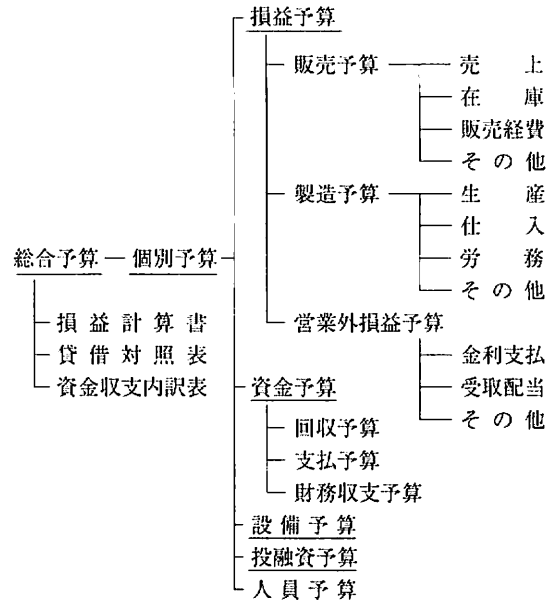 損益予算
販売予算
売上
在庫
販売経費
その他
製造予算
生産
仕入
労務
その他
総合予算
個別予算
損益計算書
貸借対照表
資金収支内訳表
営業外損益予算
金利支払
受取配当
その他
資金予算
回収予算
支払予算
財務収支予算
設備予算
投融資予算
人員予算